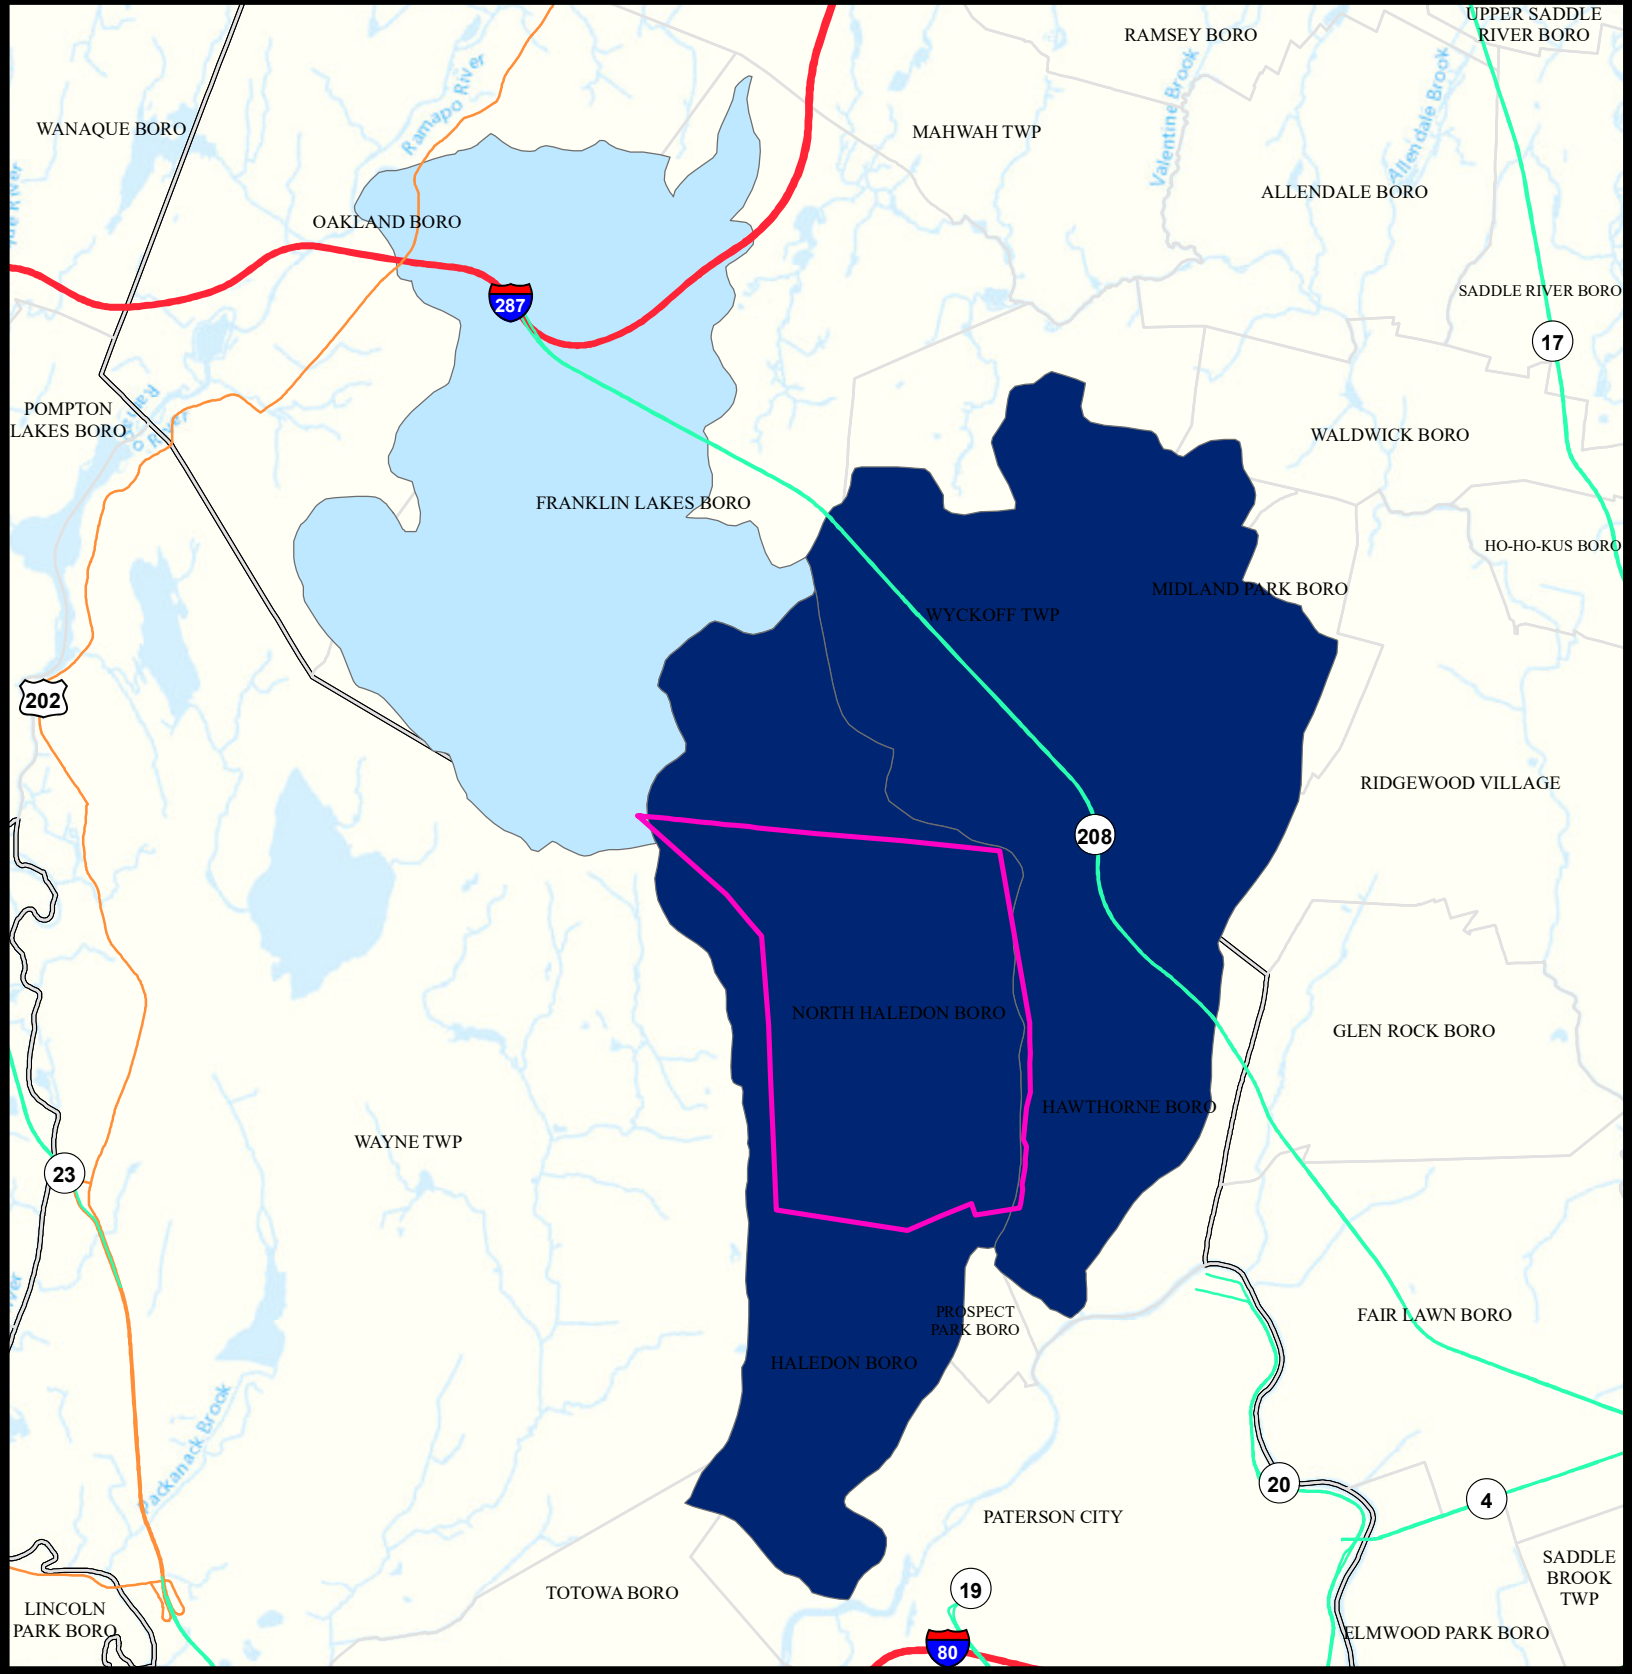 UPPER SADDLE
RIVER BORO
RAMSEY BORO
Ramapo River
Valentine Brook
Allendale Brook
WANAQUE BORO
MAHWAH TWP
ALLENDALE BORO
OAKLAND BORO
River
SADDLE RIVER BORO
287
17
POMPTON
LAKES BORO
WALDWICK BORO
FRANKLIN LAKES BORO
HO-HO-KUS BORO
MIDLAND PARK BORO
WYCKOFF TWP
202
RIDGEWOOD VILLAGE
208
NORTH HALEDON BORO
GLEN ROCK BORO
HAWTHORNE BORO
WAYNE TWP
23
PROSPECT
PARK BORO
FAIR LAWN BORO
HALEDON BORO
Packanack Brook
20
4
PATERSON CITY
SADDLE
BROOK
TWP
19
TOTOWA BORO
LINCOLN
PARK BORO
ELMWOOD PARK BORO
80